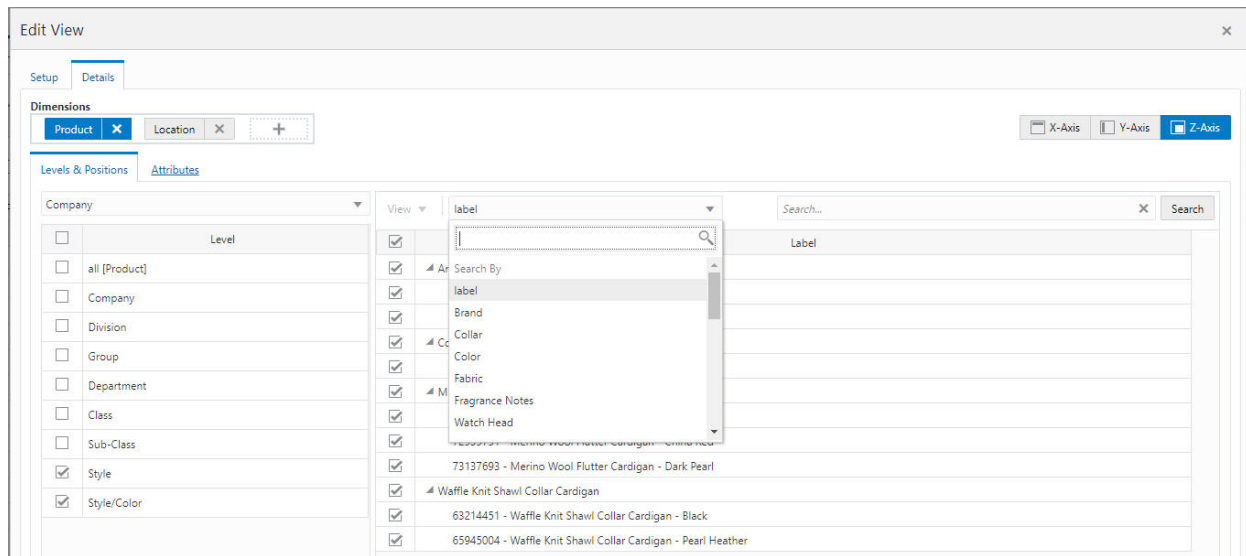 Edit View
Setup Details
Dimensions
Product Location
X-Axis Y-Axis Z-Axis
Levels & Positions Attributes
Company
View label Search... Search
Level
Label
all [Product]
Company
Division
Group
Department
Class
Sub-Class
Style
Style/Color
Search By
label
Brand
Collar
Color
Fabric
Fragrance Notes
Watch Head
73137693 - Merino Wool Flutter Cardigan - Dark Pearl
Waffle Knit Shawl Collar Cardigan
63214451 - Waffle Knit Shawl Collar Cardigan - Black
65945004 - Waffle Knit Shawl Collar Cardigan - Pearl Heather